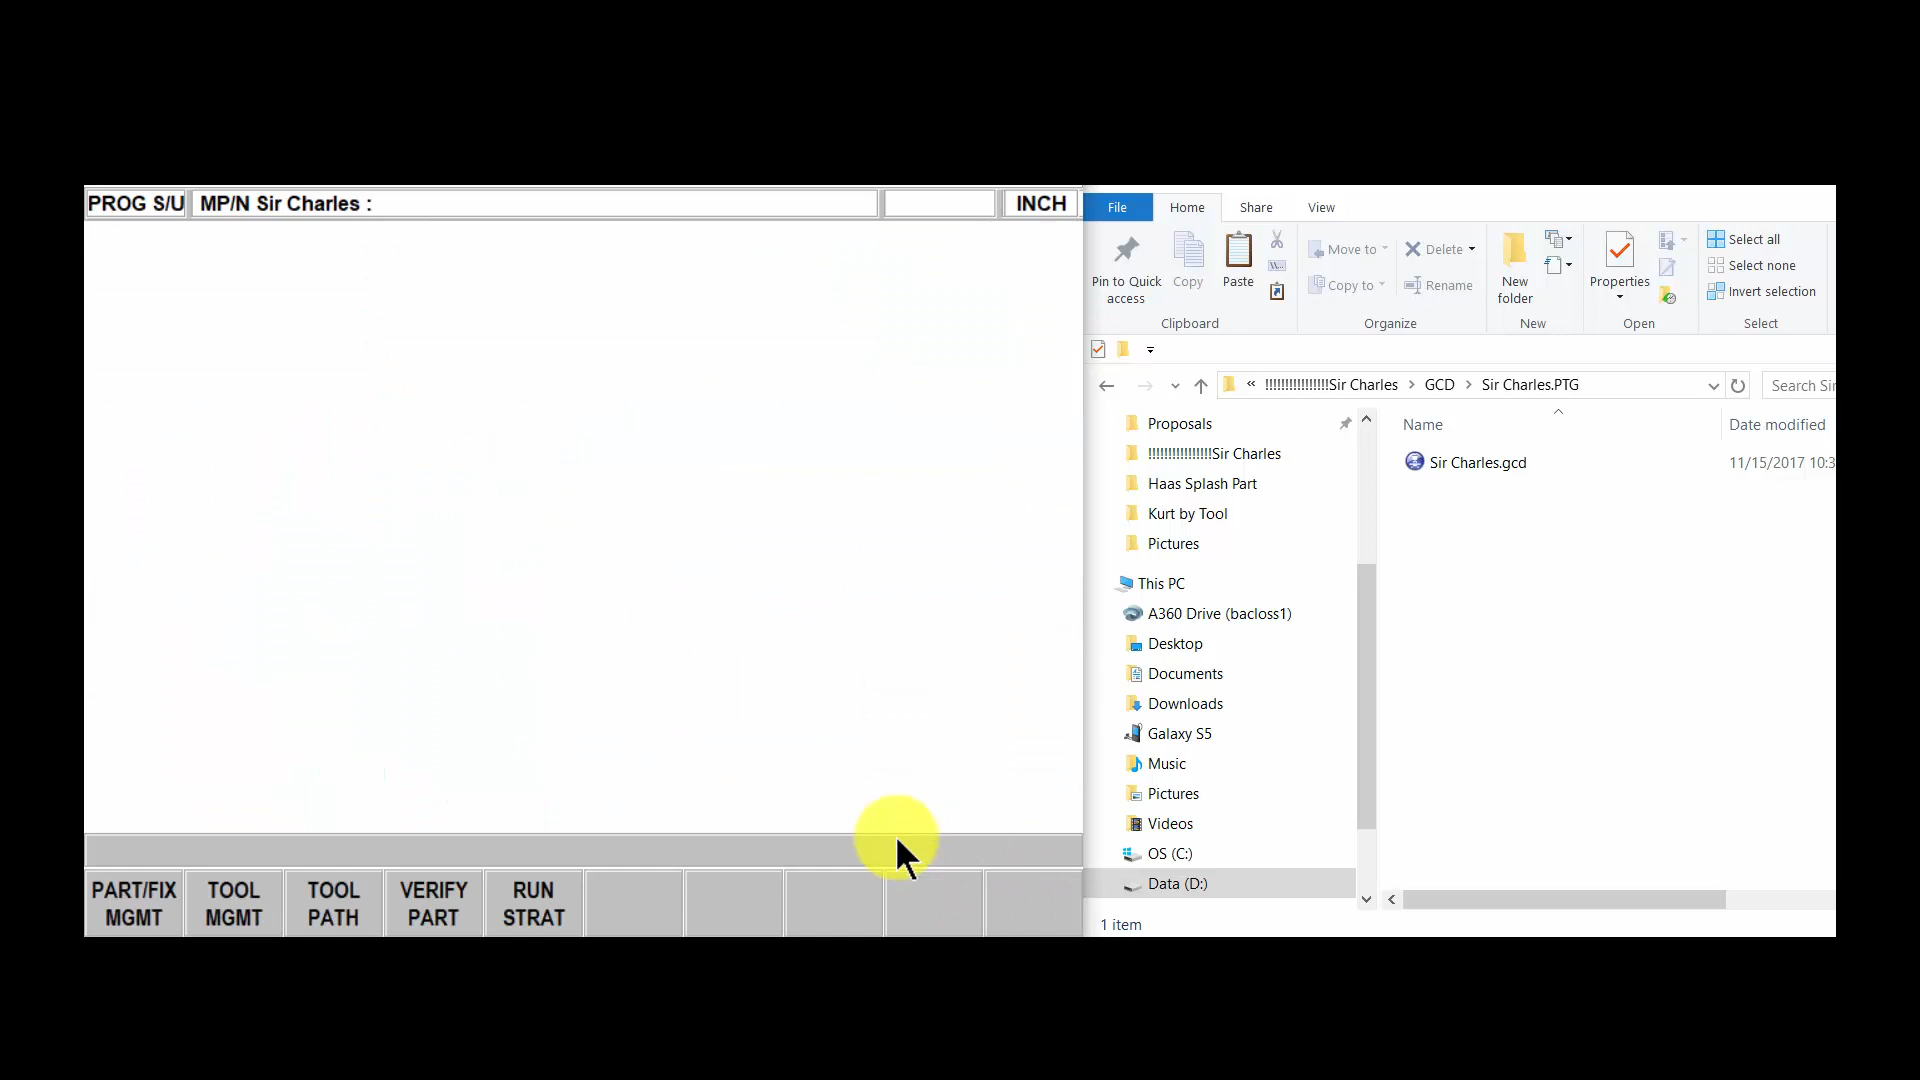 PROG S/U MP/N Sir Charles : INCH
PART/FIX MGMT
TOOL MGMT
TOOL PATH
VERIFY PART
RUN STRAT
File Home Share View
Pin to Quick access
Copy
Paste
Clipboard
Move to
Copy to
Delete
Rename
Organize
New folder
New
Properties
Open
Select all
Select none
Invert selection
Select
« !!!!!!!!!!!!!!!!Sir Charles > GCD > Sir Charles.PTG
Search Sir
Proposals
!!!!!!!!!!!!!!!!Sir Charles
Haas Splash Part
Kurt by Tool
Pictures
This PC
A360 Drive (bacloss1)
Desktop
Documents
Downloads
Galaxy S5
Music
Pictures
Videos
OS (C:)
Data (D:)
Name Date modified
Sir Charles.gcd 11/15/2017 10:3
1 item